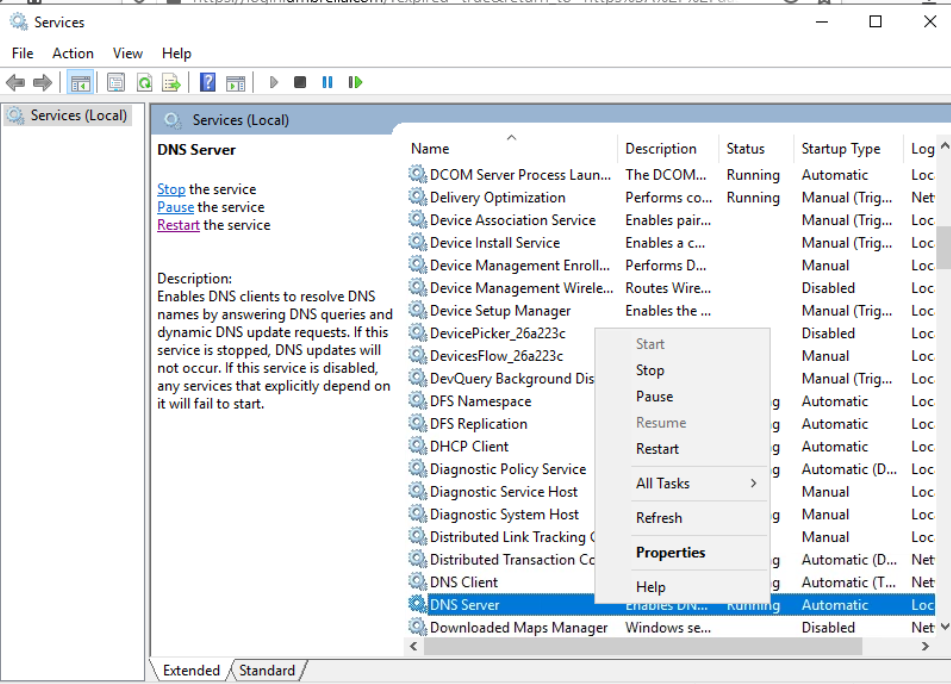 Services
File Action View Help
Services (Local)
Services (Local)
DNS Server
Stop the service
Pause the service
Restart the service
Description:
Enables DNS clients to resolve DNS
names by answering DNS queries and
dynamic DNS update requests. If this
service is stopped, DNS updates will
not occur. If this service is disabled,
any services that explicitly depend on
it will fail to start.
Name Description Status Startup Type Log
DCOM Server Process Laun... The DCOM... Running Automatic Loc
Delivery Optimization Performs co... Running Manual (Trig... Net
Device Association Service Enables pair... Manual (Trig... Loc
Device Install Service Enables a c... Manual (Trig... Loc
Device Management Enroll... Performs D... Manual Loc
Device Management Wirele... Routes Wire... Disabled Loc
Device Setup Manager Enables the ... Manual (Trig... Loc
DevicePicker_26a223c Disabled Loc
DevicesFlow_26a223c Manual Loc
DevQuery Background Dis Manual (Trig... Loc
DFS Namespace g Automatic Loc
DFS Replication g Automatic Loc
DHCP Client g Automatic Loc
Diagnostic Policy Service g Automatic (D... Loc
Diagnostic Service Host Manual Loc
Diagnostic System Host g Manual Loc
Distributed Link Tracking C Manual Loc
Distributed Transaction Co g Automatic (D... Net
DNS Client g Automatic (T... Net
DNS Server Enables DN... Running Automatic Loc
Downloaded Maps Manager Windows se... Disabled Net
Start
Stop
Pause
Resume
Restart
All Tasks
Refresh
Properties
Help
Extended Standard